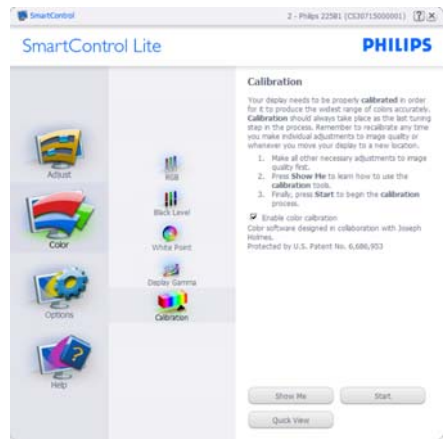 SmartControl
2 - Philips 225B1 (CS30715000001)
SmartControl Lite
PHILIPS
Adjust
Color
Options
Help
RGB
Black Level
White Point
Display Gamma
Calibration
Calibration
Your display needs to be properly calibrated in order
for it to produce the widest range of colors accurately.
Calibration should always take place as the last tuning
step in the process. Remember to recalibrate any time
you make individual adjustments to image quality or
whenever you move your display to a new location.
1. Make all other necessary adjustments to image
quality first.
2. Press Show Me to learn how to use the
calibration tools.
3. Finally, press Start to begin the calibration
process.
Enable color calibration
Color software designed in collaboration with Joseph
Holmes.
Protected by U.S. Patent No. 6,686,953
Show Me
Start
Quick View